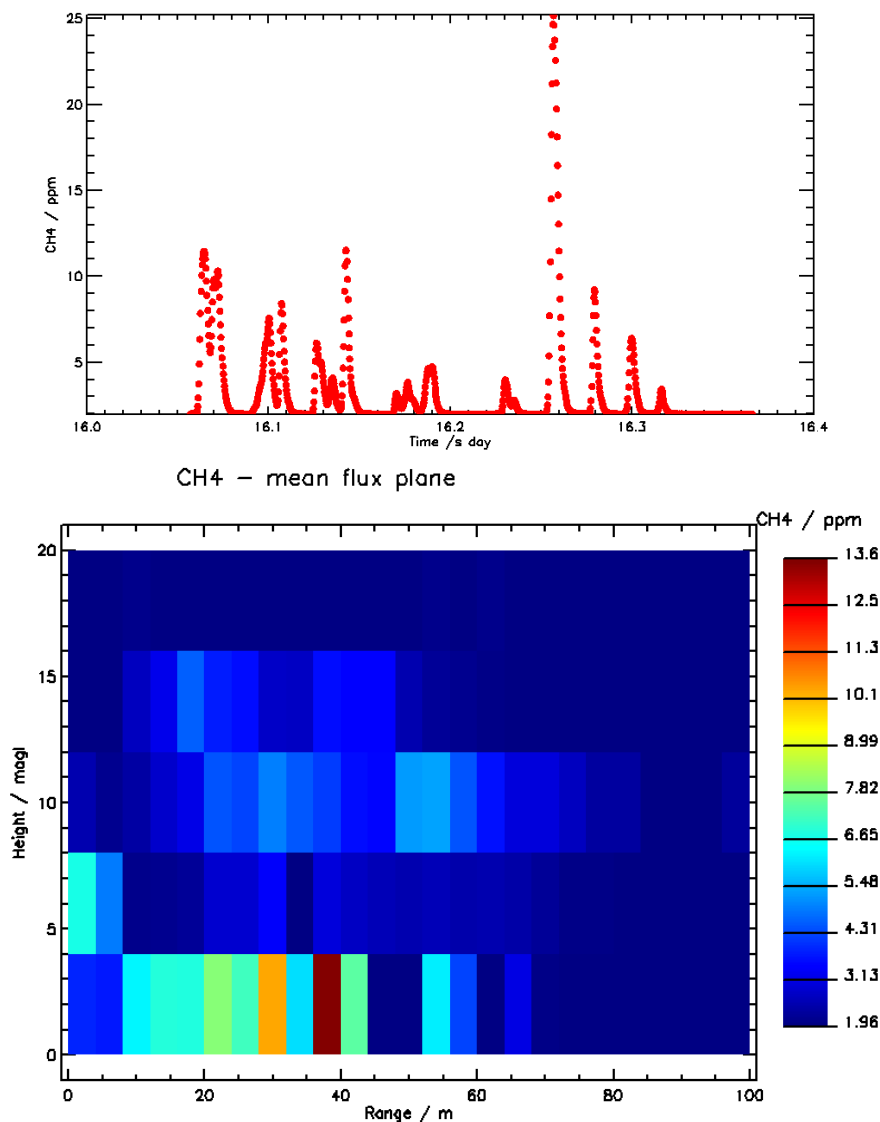 25
20
15
10
5
CH4 / ppm
16.0 16.1 16.2 16.3 16.4
Time /s day
CH4 – mean flux plane
CH4 / ppm
20
15
10
5
0
Height / magl
0 20 40 60 80 100
Range / m
13.6
12.5
11.3
10.1
8.99
7.82
6.65
5.48
4.31
3.13
1.96